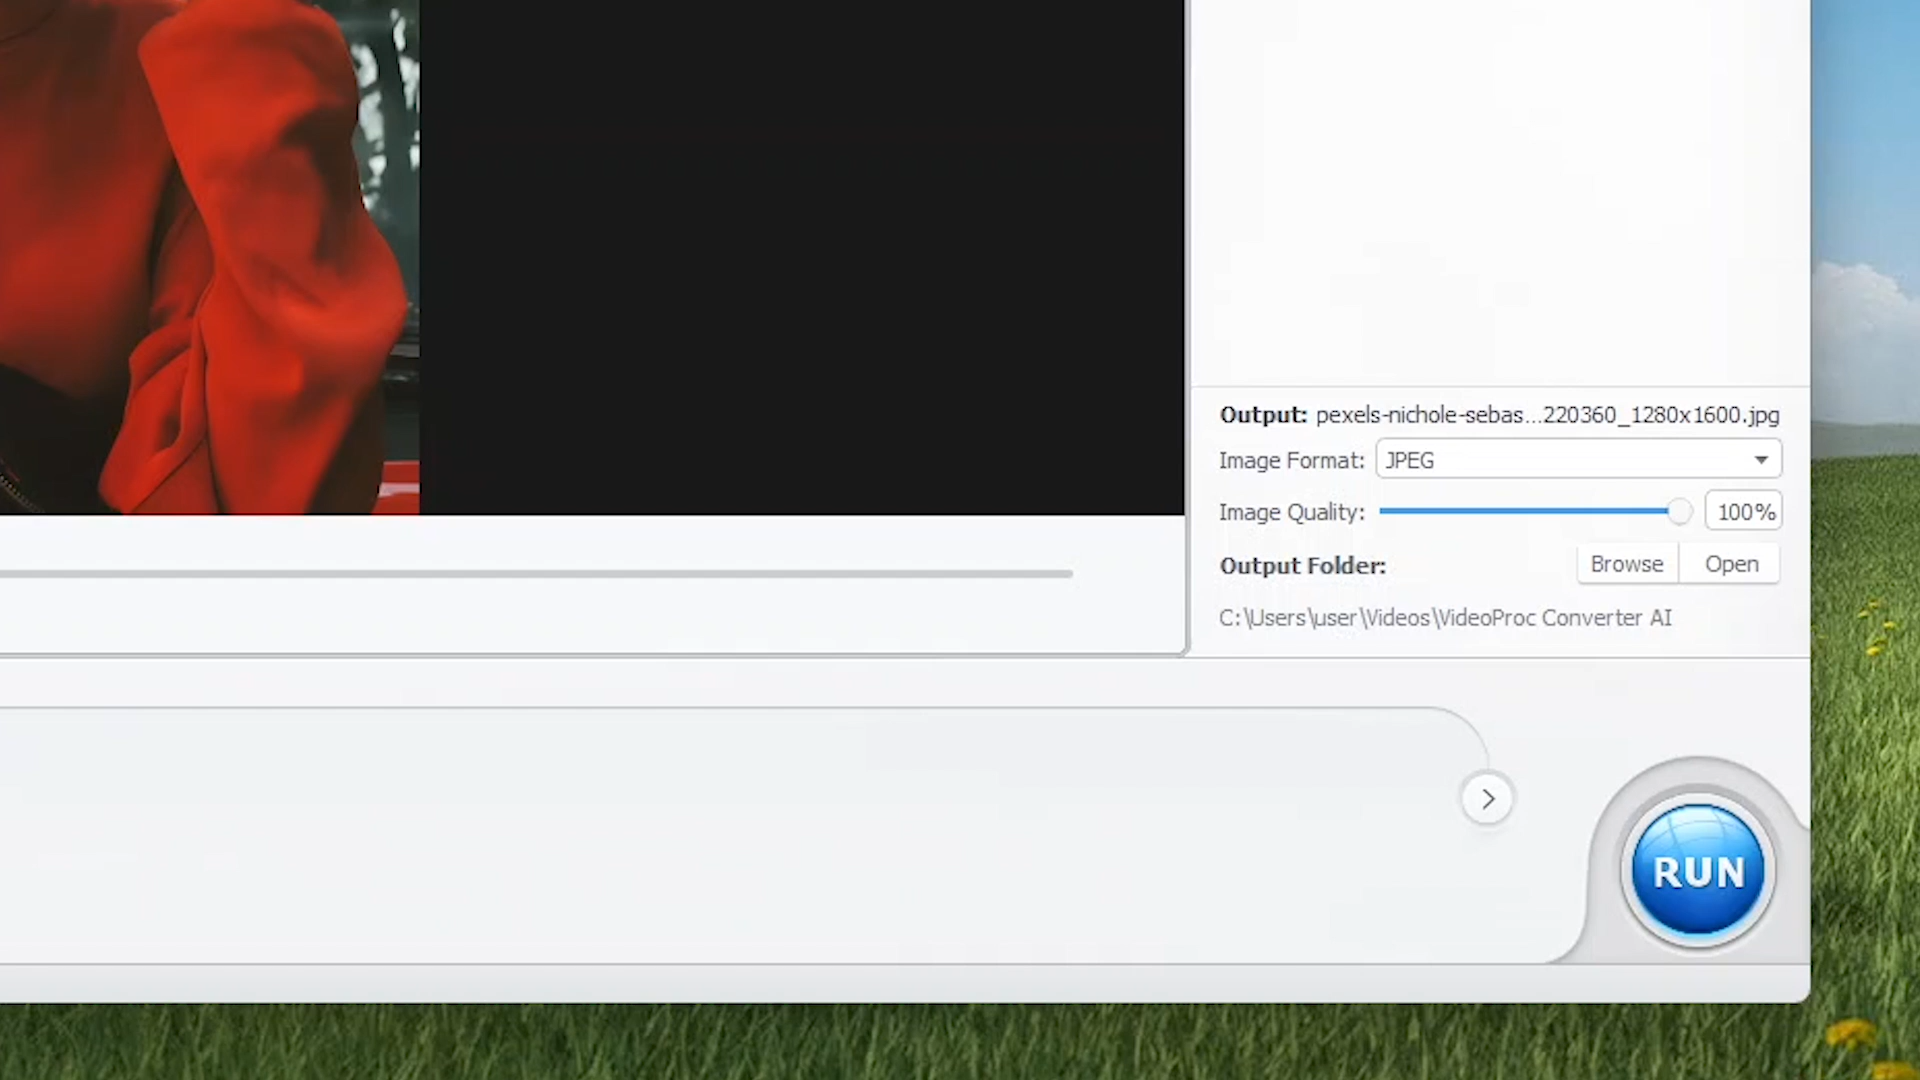 Output: pexels-nichole-sebas...220360_1280x1600.jpg
Image Format: JPEG
Image Quality: 100%
Output Folder: Browse Open
C:\Users\user\Videos\VideoProc Converter AI
RUN